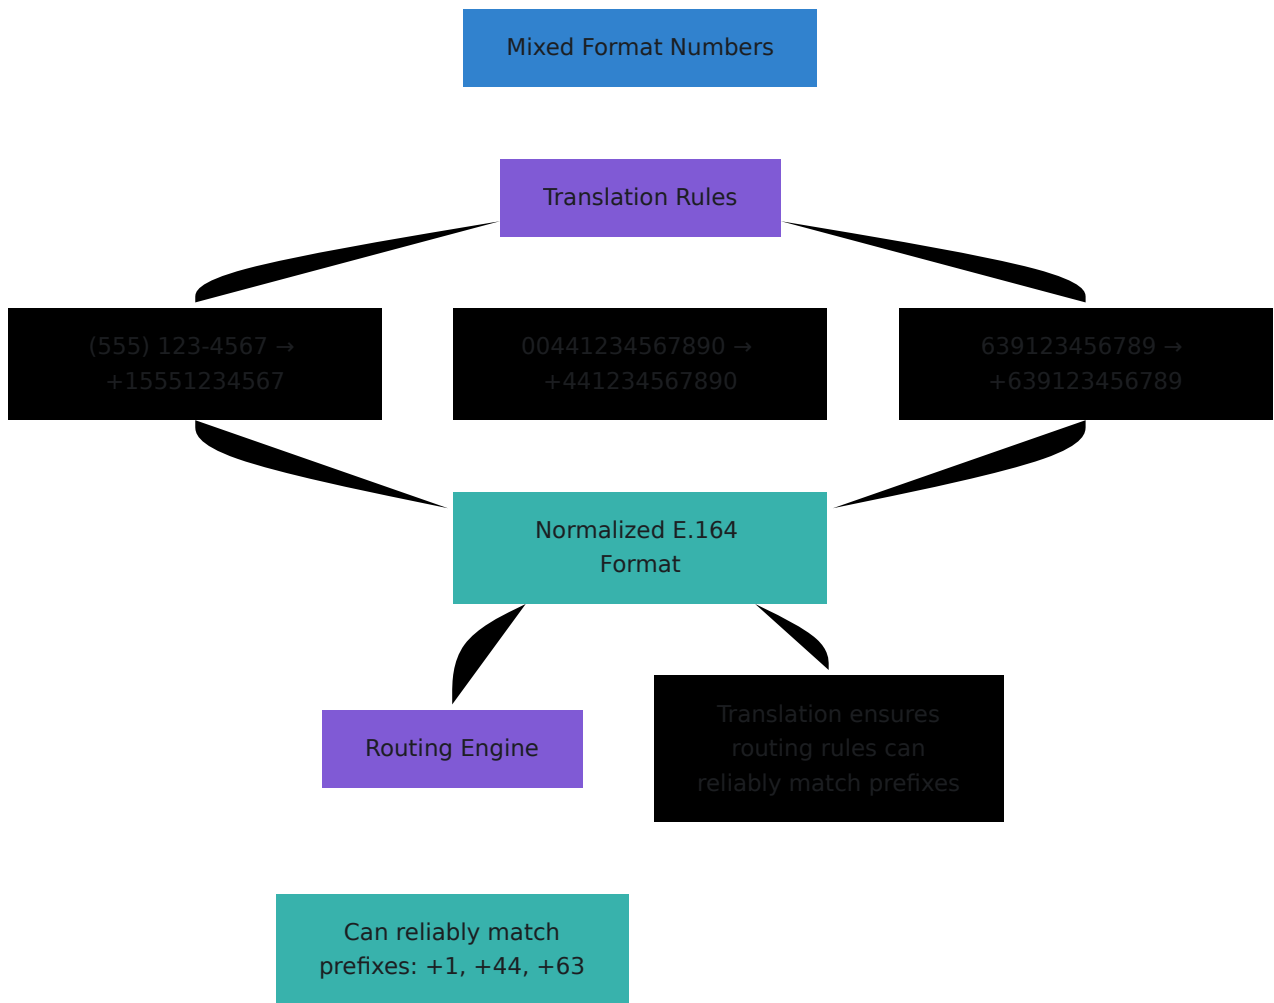 Mixed Format Numbers
Translation Rules
(555) 123-4567 →
+15551234567
00441234567890 →
+441234567890
639123456789 →
+639123456789
Normalized E.164
Format
Routing Engine
Translation ensures
routing rules can
reliably match prefixes
Can reliably match
prefixes: +1, +44, +63